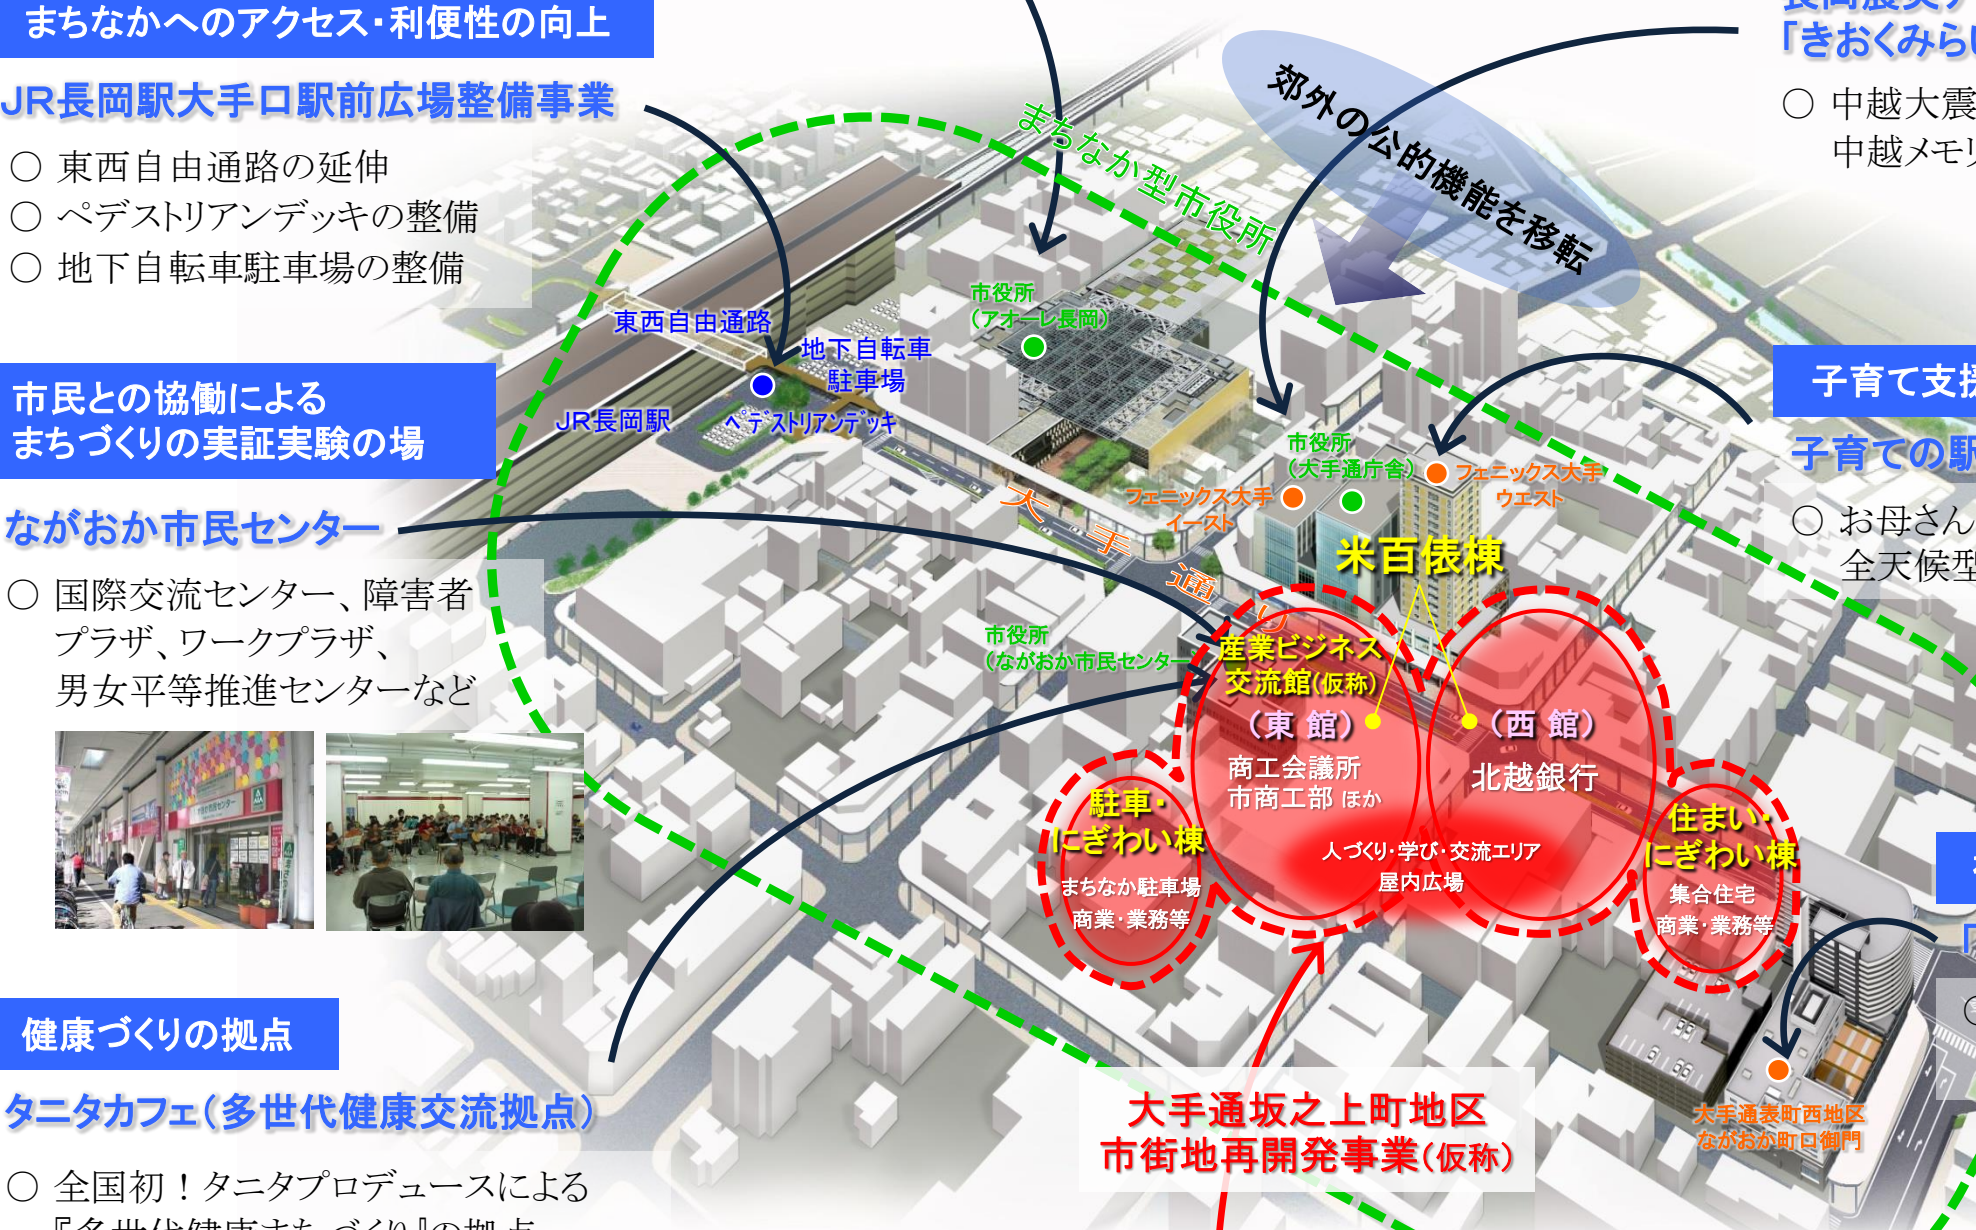 まちなかへのアクセス・利便性の向上
JR長岡駅大手口駅前広場整備事業
○ 東西自由通路の延伸
○ ペデストリアンデッキの整備
○ 地下自転車駐車場の整備
市民との協働による
まちづくりの実証実験の場
ながおか市民センター
○ 国際交流センター、障害者
プラザ、ワークプラザ、
男女平等推進センターなど
健康づくりの拠点
タニタカフェ(多世代健康交流拠点)
○ 全国初！タニタプロデュースによる
『多世代健康まちづくり』の拠点
まちなか型市役所
郊外の公的機能を移転
東西自由通路
地下自転車
駐車場
JR長岡駅
ペデストリアンデッキ
市役所
(アオーレ長岡)
大手通り
市役所
(大手通庁舎)
フェニックス大手
イースト
フェニックス大手
ウエスト
米百俵棟
市役所
(ながおか市民センター
産業ビジネス
交流館(仮称)
(東 館)
商工会議所
市商工部 ほか
(西 館)
北越銀行
人づくり・学び・交流エリア
屋内広場
駐車・
にぎわい棟
まちなか駐車場
商業・業務等
住まい・
にぎわい棟
集合住宅
商業・業務等
大手通坂之上町地区
市街地再開発事業(仮称)
大手通表町西地区
ながおか町口御門
「きおくみらい
○ 中越大震
中越メモリ
子育て支援
子育ての駅
○ お母さん
全天候型